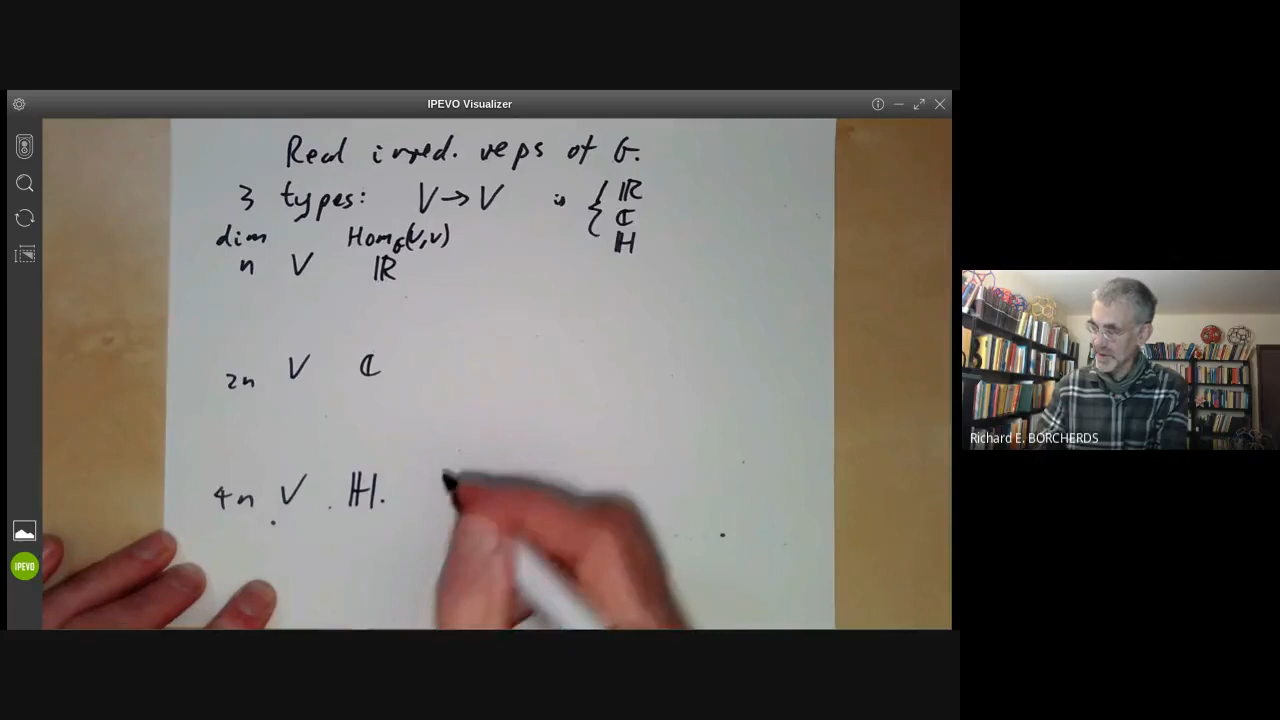 IPEVO Visualizer
Real irred. reps of G.
3 types: V → V is { ℝ
ℂ
ℍ
dim Hom_G(V,V)
n V ℝ
2n V ℂ
4n V . ℍ.
Richard E. BORCHERDS
IPEVO